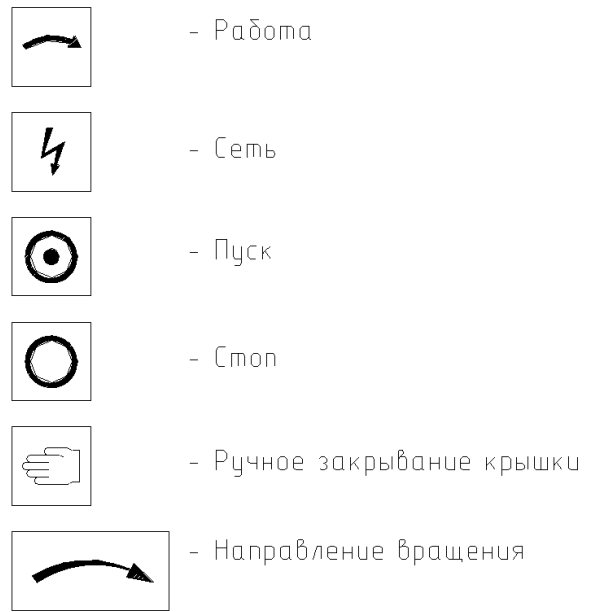 - Работа
- Сеть
- Пуск
- Стоп
- Ручное закрывание крышки
- Направление вращения